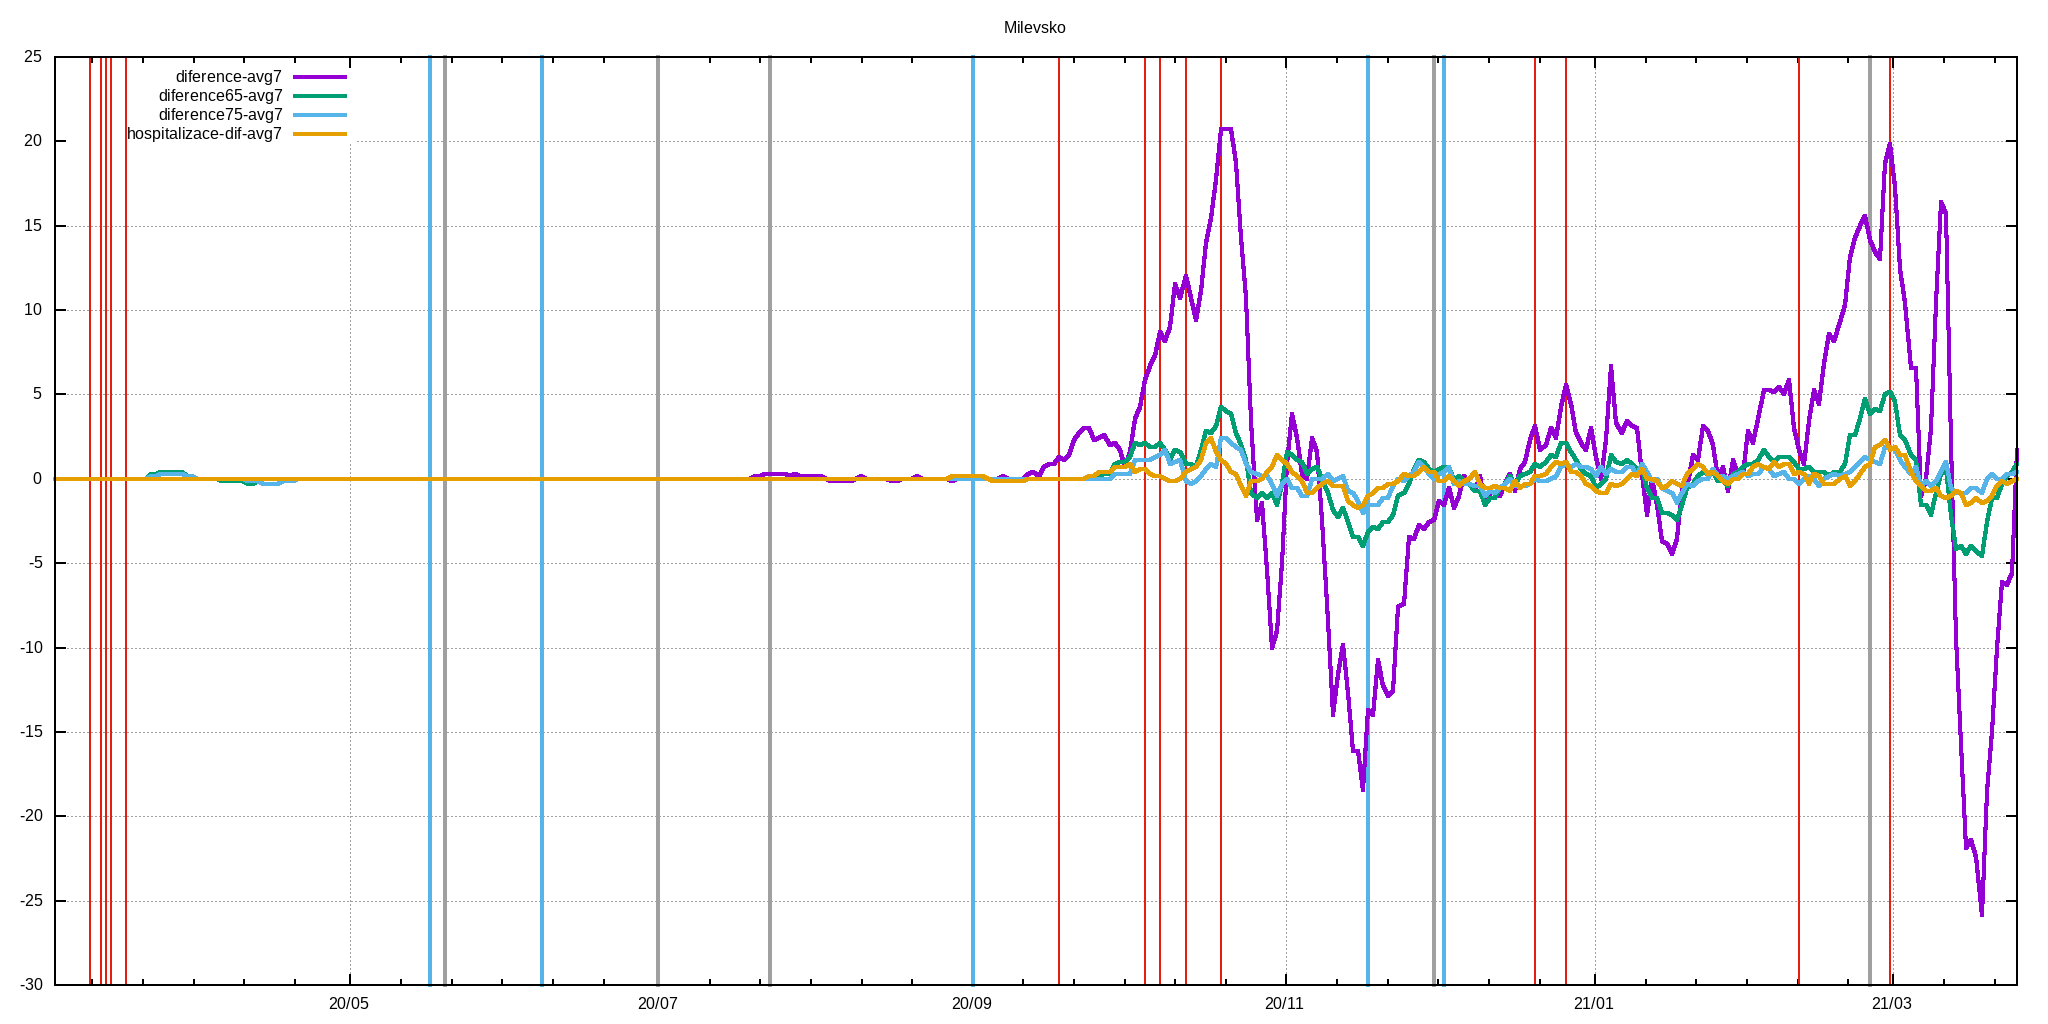 Milevsko
25
diference-avg7
diference65-avg7
diference75-avg7
hospitalizace-dif-avg7
20
15
10
5
0
-5
-10
-15
-20
-25
-30
20/05 20/07 20/09 20/11 21/01 21/03